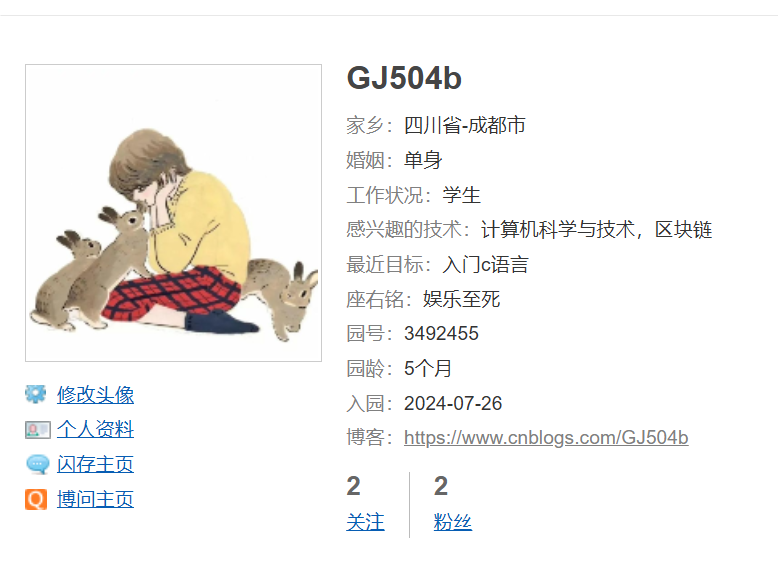 GJ504b
家乡：四川省-成都市
婚姻：单身
工作状况：学生
感兴趣的技术：计算机科学与技术，区块链
最近目标：入门c语言
座右铭：娱乐至死
园号：3492455
园龄：5个月
入园：2024-07-26
博客：https://www.cnblogs.com/GJ504b
2 2
关注 粉丝
修改头像
个人资料
闪存主页
博问主页